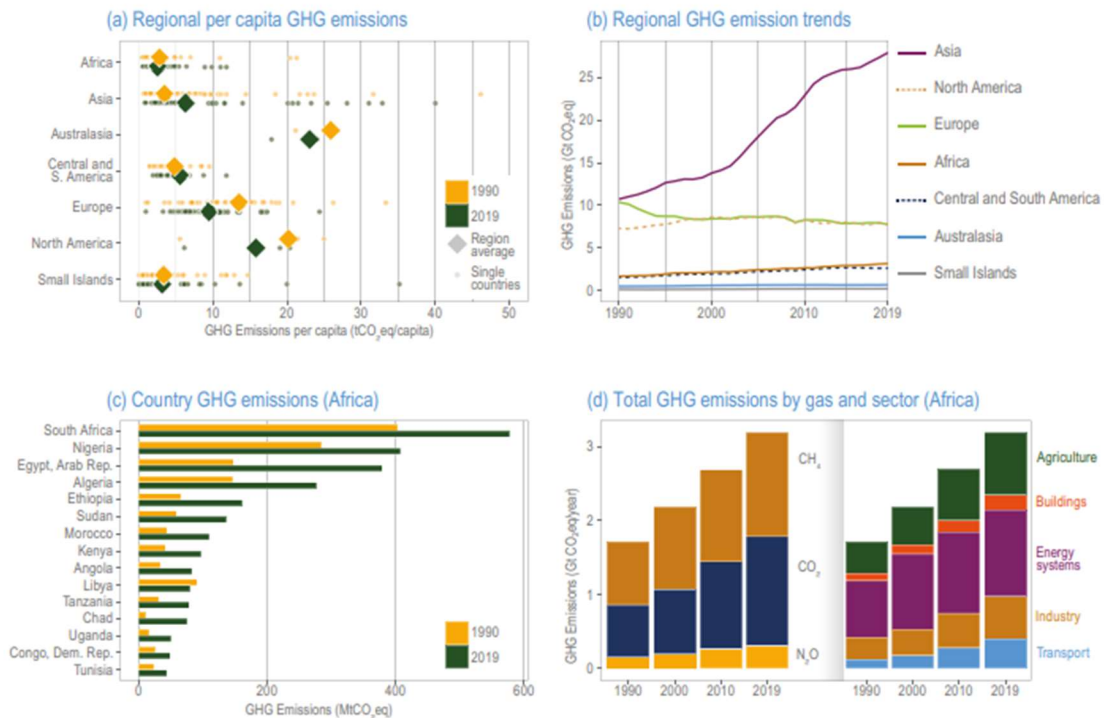 (a) Regional per capita GHG emissions
Africa
Asia
Australasia
Central and
S. America
Europe
North America
Small Islands
1990
2019
Region
average
Single
countries
0
10
20
30
40
50
GHG Emissions per capita (tCO₂eq/capita)
(b) Regional GHG emission trends
GHG Emissions (Gt CO₂eq)
25
20
15
10
5
0
1990
2000
2010
2019
Asia
North America
Europe
Africa
Central and South America
Australasia
Small Islands
(c) Country GHG emissions (Africa)
South Africa
Nigeria
Egypt, Arab Rep.
Algeria
Ethiopia
Sudan
Morocco
Kenya
Angola
Libya
Tanzania
Chad
Uganda
Congo, Dem. Rep.
Tunisia
1990
2019
0
200
400
600
GHG Emissions (MtCO₂eq)
(d) Total GHG emissions by gas and sector (Africa)
GHG Emissions (Gt CO₂eq/year)
3
2
1
0
CH₄
CO₂
N₂O
1990
2000
2010
2019
Agriculture
Buildings
Energy
systems
Industry
Transport
1990
2000
2010
2019